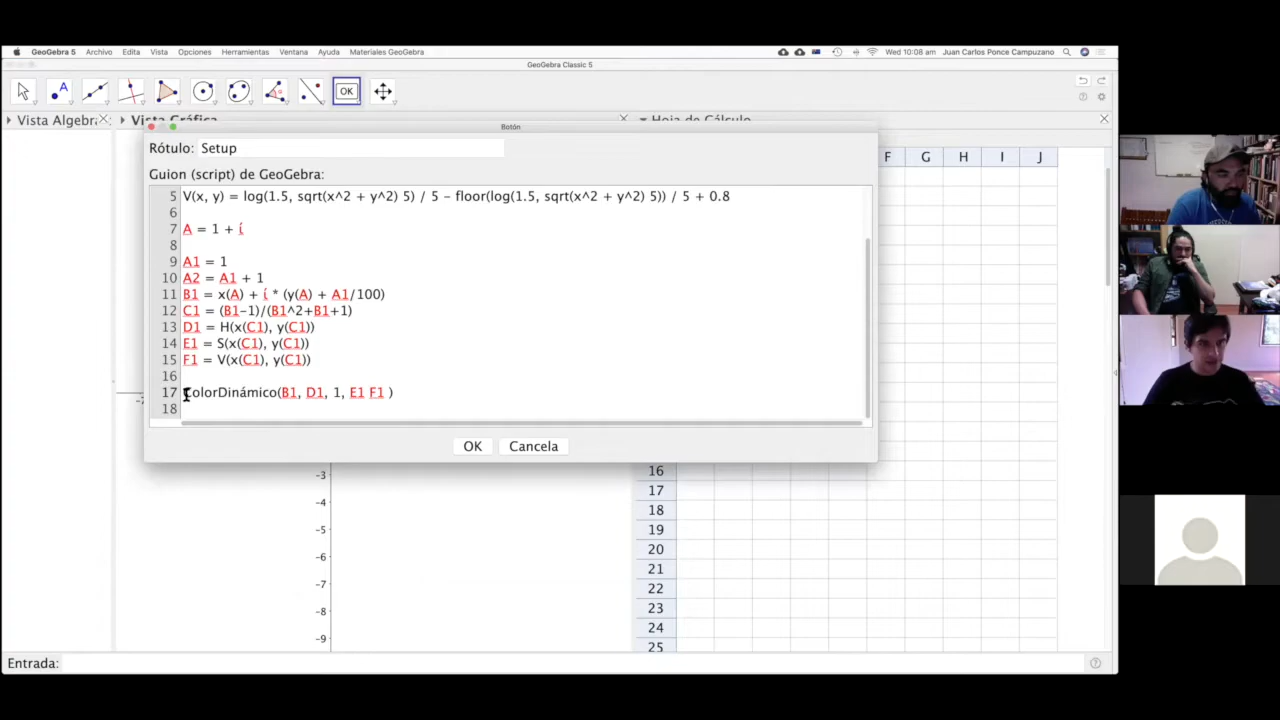 GeoGebra 5 Archivo Edita Vista Opciones Herramientas Ventana Ayuda Materiales GeoGebra Wed 10:08 am Juan Carlos Ponce Campuzano
GeoGebra Classic 5
OK
Vista Algebra Vista Gráfica Hoja de Cálculo
Botón
Rótulo: Setup
Guion (script) de GeoGebra:
F G H I J
5 V(x, y) = log(1.5, sqrt(x^2 + y^2) 5) / 5 - floor(log(1.5, sqrt(x^2 + y^2) 5)) / 5 + 0.8
6
7 A = 1 + í
8
9 A1 = 1
10 A2 = A1 + 1
11 B1 = x(A) + í * (y(A) + A1/100)
12 C1 = (B1-1)/(B1^2+B1+1)
13 D1 = H(x(C1), y(C1))
14 E1 = S(x(C1), y(C1))
15 F1 = V(x(C1), y(C1))
16
17 ColorDinámico(B1, D1, 1, E1 F1 )
18
OK Cancela
-3
-4
-5
-6
-7
-8
-9
16
17
18
19
20
21
22
23
24
25
Entrada: